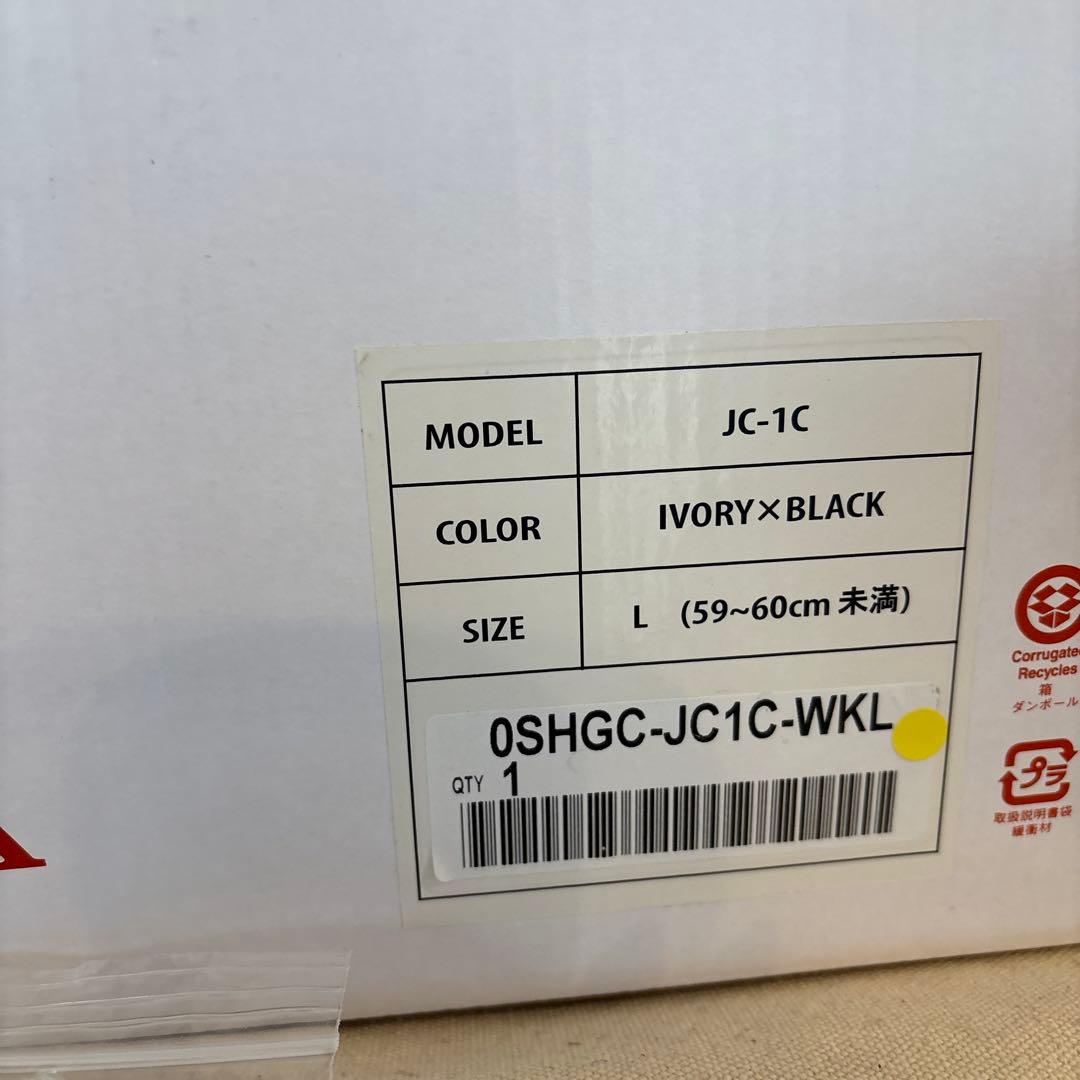 MODEL JC-1C
COLOR IVORY×BLACK
SIZE L (59~60cm 未満)
0SHGC-JC1C-WKL
QTY 1
Corrugated
Recycles
箱
ダンボール
プラ
取扱説明書袋
緩衝材